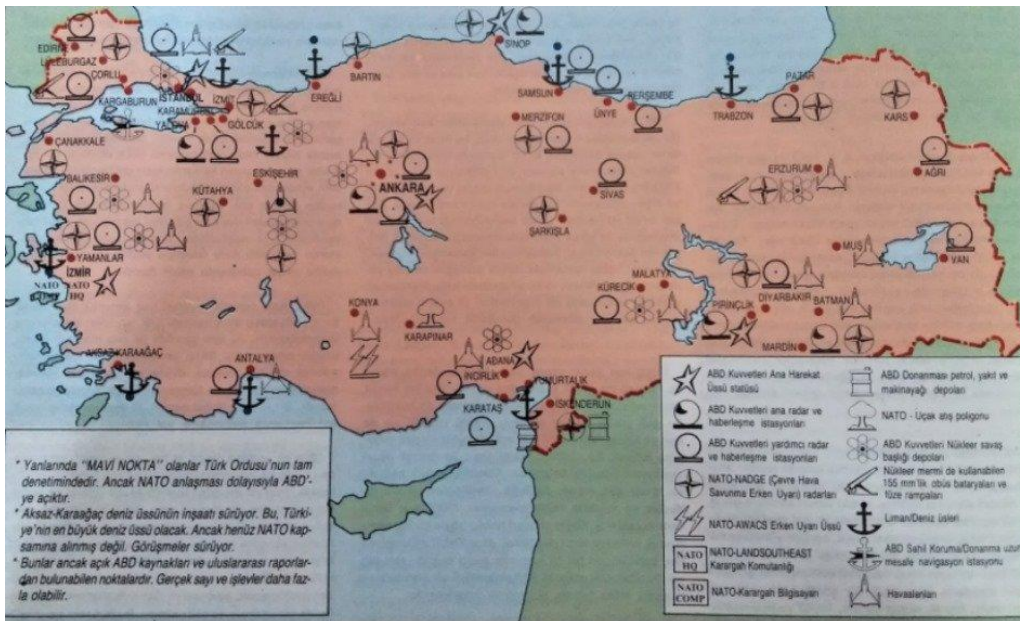 EDİRNE
LÜLEBURGAZ
ÇORLU
KARGABURUN
İSTANBUL
İZMİT
KARAMÜRSEL
YALOVA
GÖLCÜK
ÇANAKKALE
BALIKESİR
KÜTAHYA
ESKİŞEHİR
YAMANLAR
İZMİR
NATO COMP
NATO HQ
AKSAZ-KARAAĞAÇ
ANTALYA
EREĞLİ
BARTIN
ANKARA
KONYA
KARAPINAR
SİNOP
SAMSUN
MERZİFON
ÜNYE
PERŞEMBE
SİVAS
ŞARKIŞLA
TRABZON
PAZAR
KARS
AĞRI
ERZURUM
MUŞ
VAN
MALATYA
KÜRECİK
PİRİNÇLİK
DİYARBAKIR
BATMAN
MARDİN
ADANA
İNCİRLİK
YUMURTALIK
KARATAŞ
İSKENDERUN
* Yanlarında "MAVİ NOKTA" olanlar Türk Ordusu'nun tam
denetimindedir. Ancak NATO anlaşması dolayısıyla ABD'-
ye açıktır.
* Aksaz-Karaağaç deniz üssünün inşaatı sürüyor. Bu, Türki-
ye'nin en büyük deniz üssü olacak. Ancak henüz NATO kap-
samına alınmış değil. Görüşmeler sürüyor.
* Bunlar ancak açık ABD kaynakları ve uluslararası raporlar-
dan bulunabilen noktalardır. Gerçek sayı ve işlevler daha faz-
la olabilir.
ABD Kuvvetleri Ana Harekat
Üssü statüsü
ABD Kuvvetleri ana radar ve
haberleşme istasyonları
ABD Kuvvetleri yardımcı radar
ve haberleşme istasyonları
NATO-NADGE (Çevre Hava
Savunma Erken Uyarı) radarları
NATO-AWACS Erken Uyarı Üssü
NATO
HQ
NATO-LANDSOUTHEAST
Karargah Komutanlığı
NATO
COMP
NATO-Karargah Bilgisayarı
ABD Donanması petrol, yakıt ve
makinayağı depoları
NATO - Uçak atış poligonu
ABD Kuvvetleri Nükleer savaş
başlığı depoları
Nükleer mermi de kullanabilen
155 mm'lik obüs bataryaları ve
füze rampaları
Liman/Deniz üsleri
ABD Sahil Koruma/Donanma uzun
mesafe navigasyon istasyonu
Havaalanları